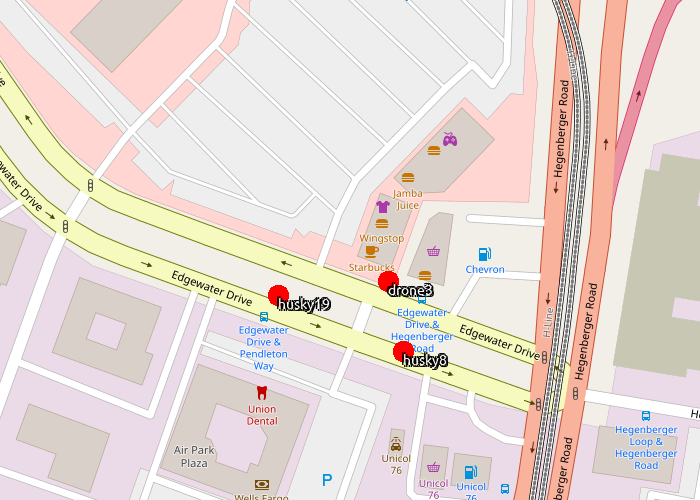 Hegenberger Road
H-Line
Jamba
Juice
Wingstop
Starbucks
Chevron
Edgewater Drive
Edgewater Drive
drone3
husky19
Edgewater
Drive &
Hegenberger
Road
Edgewater Drive
H-Line
Hegenberger Road
Edgewater
Drive &
Pendleton
Way
husky8
Union
Dental
Air Park
Plaza
Wells Fargo
P
Unicol
76
Unicol
76
Unicol
76
Hegenberger
Loop &
Hegenberger
Road